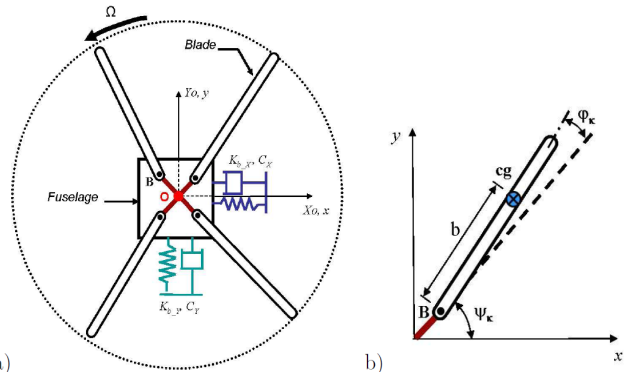 Ω
Blade
Yo, y
K_b_X, C_X
B
O
Xo, x
Fuselage
K_b_Y, C_Y
a)
y
φ_κ
cg
b
B
ψ_κ
x
b)